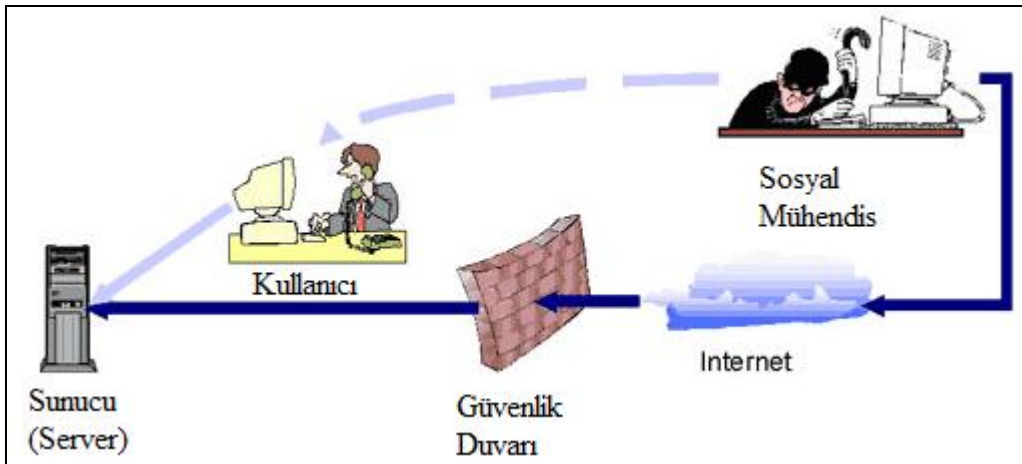 Sosyal
Mühendis
Kullanıcı
Internet
Sunucu
(Server)
Güvenlik
Duvarı